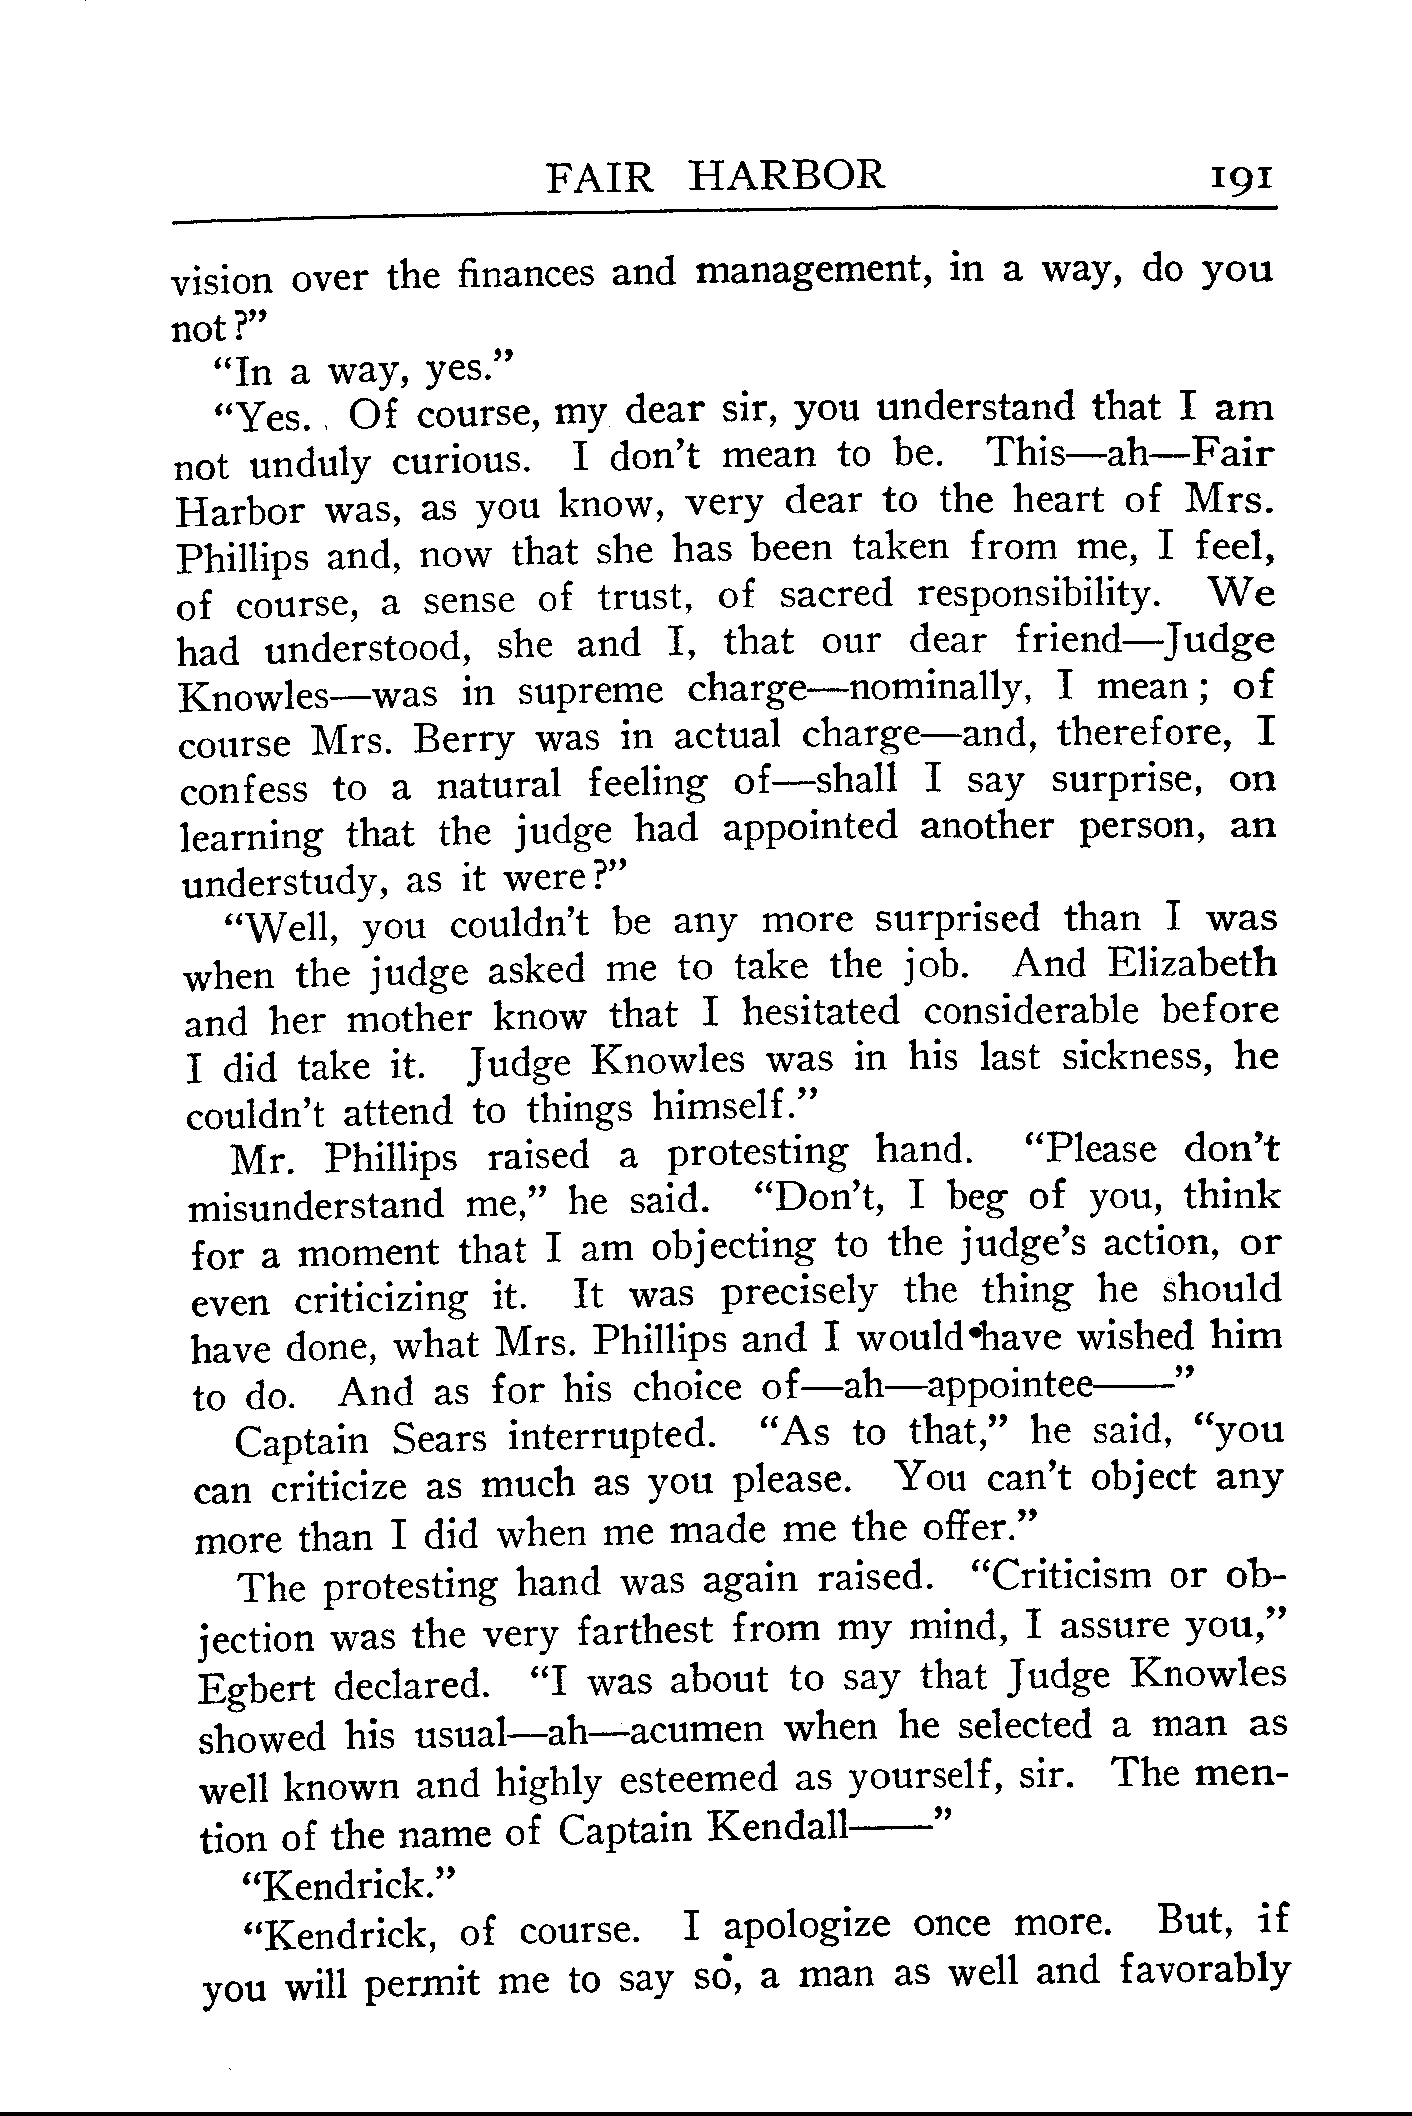 FAIR HARBOR 191
vision over the finances and management, in a way, do you
not?”
“In a way, yes.”
“Yes. Of course, my dear sir, you understand that I am
not unduly curious. I don’t mean to be. This—ah—Fair
Harbor was, as you know, very dear to the heart of Mrs.
Phillips and, now that she has been taken from me, I feel,
of course, a sense of trust, of sacred responsibility. We
had understood, she and I, that our dear friend—Judge
Knowles—was in supreme charge—nominally, I mean; of
course Mrs. Berry was in actual charge—and, therefore, I
confess to a natural feeling of—shall I say surprise, on
learning that the judge had appointed another person, an
understudy, as it were?”
“Well, you couldn’t be any more surprised than I was
when the judge asked me to take the job. And Elizabeth
and her mother know that I hesitated considerable before
I did take it. Judge Knowles was in his last sickness, he
couldn’t attend to things himself.”
Mr. Phillips raised a protesting hand. “Please don’t
misunderstand me,” he said. “Don’t, I beg of you, think
for a moment that I am objecting to the judge’s action, or
even criticizing it. It was precisely the thing he should
have done, what Mrs. Phillips and I would have wished him
to do. And as for his choice of—ah—appointee——”
Captain Sears interrupted. “As to that,” he said, “you
can criticize as much as you please. You can’t object any
more than I did when me made me the offer.”
The protesting hand was again raised. “Criticism or ob-
jection was the very farthest from my mind, I assure you,”
Egbert declared. “I was about to say that Judge Knowles
showed his usual—ah—acumen when he selected a man as
well known and highly esteemed as yourself, sir. The men-
tion of the name of Captain Kendall——”
“Kendrick.”
“Kendrick, of course. I apologize once more. But, if
you will permit me to say so, a man as well and favorably